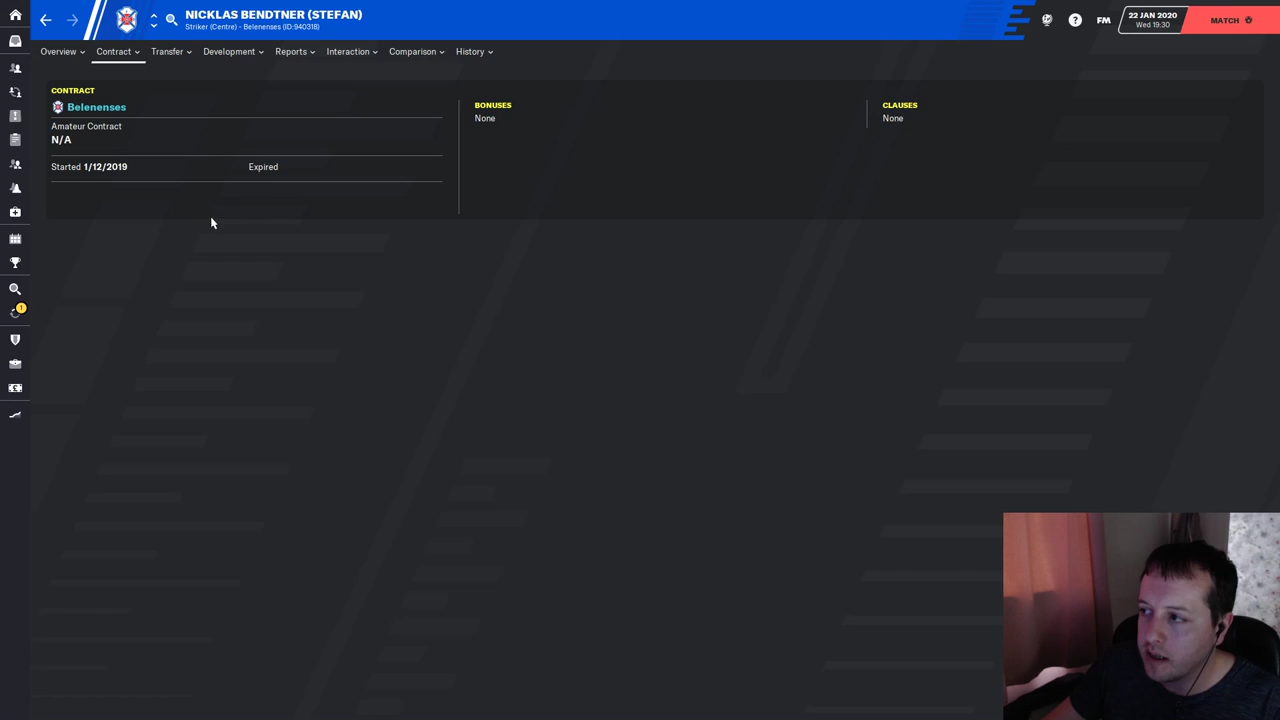 NICKLAS BENDTNER (STEFAN)
Striker (Centre) - Belenenses (ID:940318)
FM
22 JAN 2020
Wed 19:30
MATCH
Overview
Contract
Transfer
Development
Reports
Interaction
Comparison
History
CONTRACT
Belenenses
Amateur Contract
N/A
Started 1/12/2019
Expired
BONUSES
None
CLAUSES
None
1